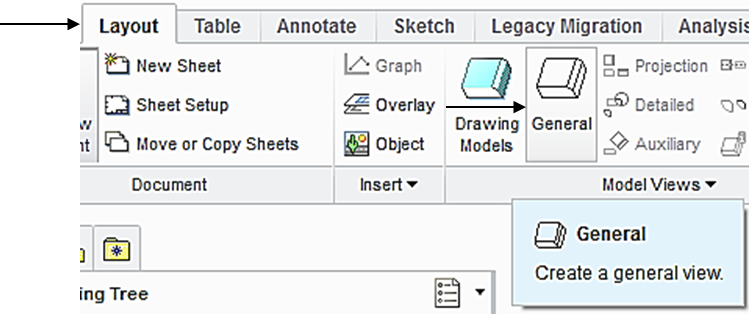 Layout Table Annotate Sketch Legacy Migration Analysis
New Sheet Graph Projection
Sheet Setup Overlay Detailed
Drawing Models General
Move or Copy Sheets Object Auxiliary
Document Insert Model Views
General
Create a general view.
ing Tree